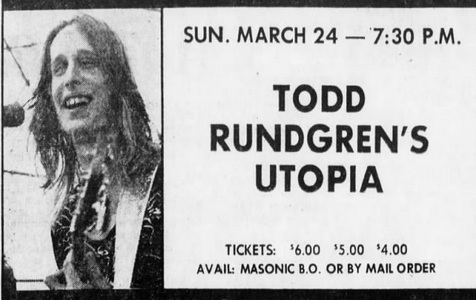 SUN. MARCH 24 — 7:30 P.M.
TODD
RUNDGREN'S
UTOPIA
TICKETS: $6.00 $5.00 $4.00
AVAIL: MASONIC B.O. OR BY MAIL ORDER